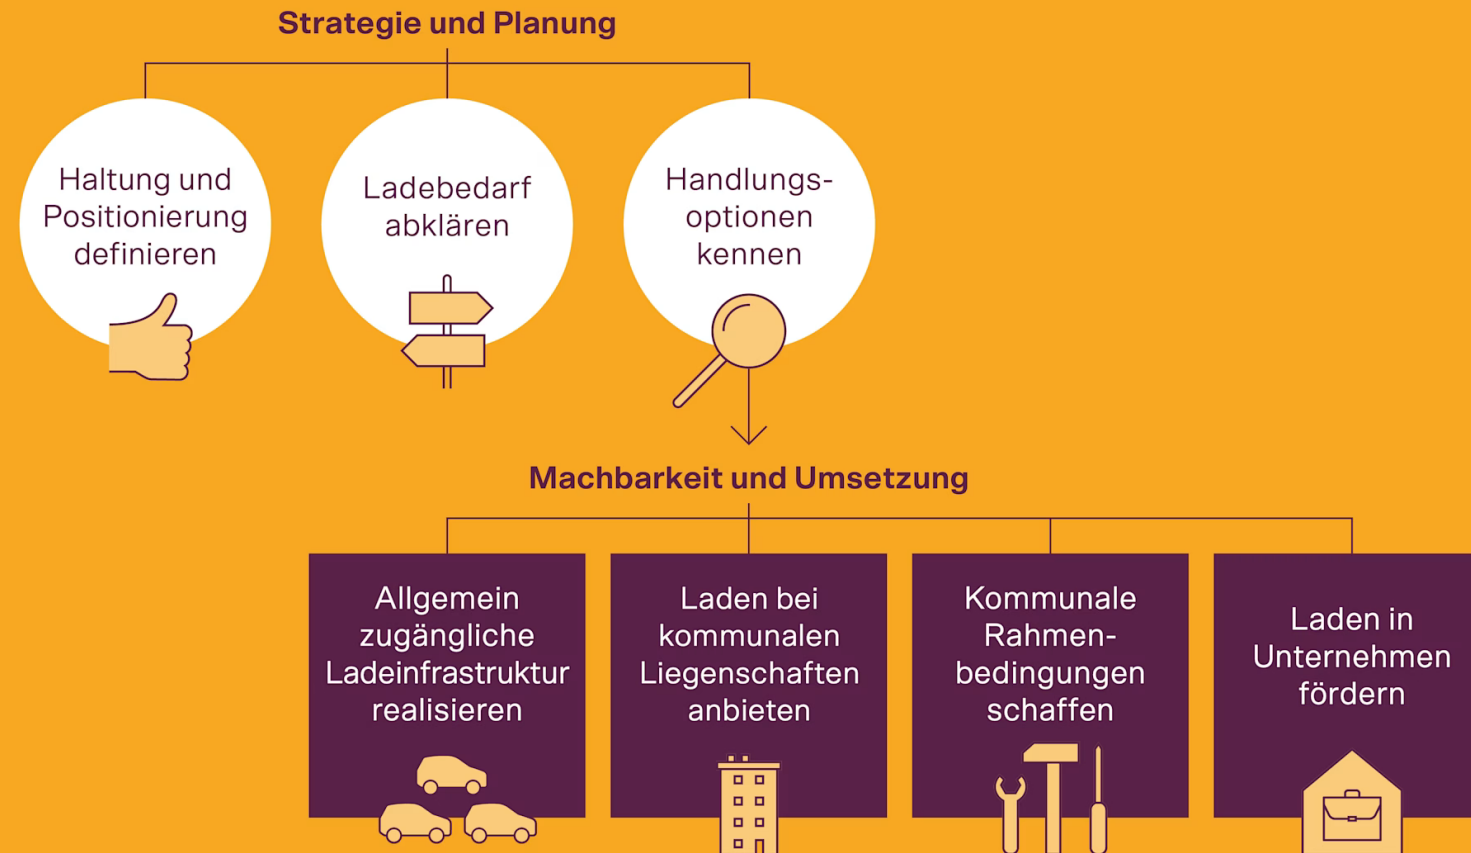 Strategie und Planung
Haltung und
Positionierung
definieren
Ladebedarf
abklären
Handlungs-
optionen
kennen
Machbarkeit und Umsetzung
Allgemein
zugängliche
Ladeinfrastruktur
realisieren
Laden bei
kommunalen
Liegenschaften
anbieten
Kommunale
Rahmen-
bedingungen
schaffen
Laden in
Unternehmen
fördern